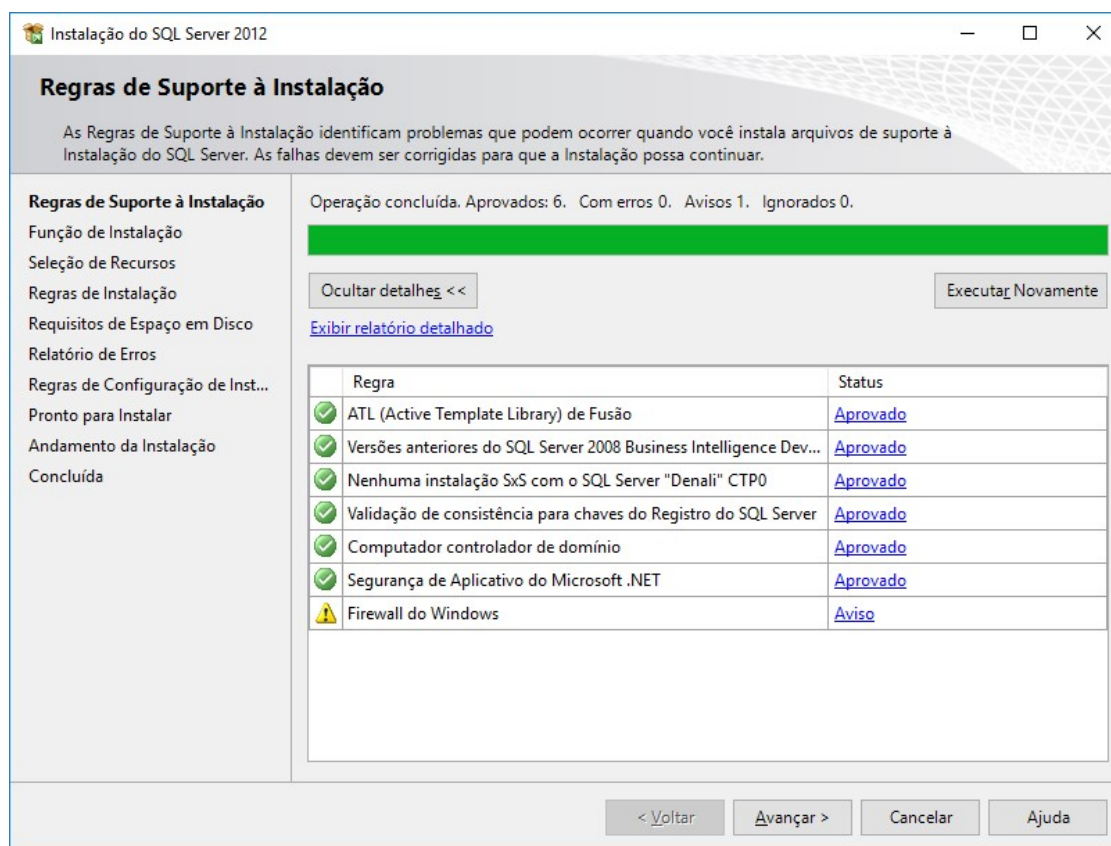 Instalação do SQL Server 2012
Regras de Suporte à Instalação
As Regras de Suporte à Instalação identificam problemas que podem ocorrer quando você instala arquivos de suporte à
Instalação do SQL Server. As falhas devem ser corrigidas para que a Instalação possa continuar.
Regras de Suporte à Instalação
Função de Instalação
Seleção de Recursos
Regras de Instalação
Requisitos de Espaço em Disco
Relatório de Erros
Regras de Configuração de Inst...
Pronto para Instalar
Andamento da Instalação
Concluída
Operação concluída. Aprovados: 6. Com erros 0. Avisos 1. Ignorados 0.
Ocultar detalhes <<
Executar Novamente
Exibir relatório detalhado
Regra Status
ATL (Active Template Library) de Fusão Aprovado
Versões anteriores do SQL Server 2008 Business Intelligence Dev... Aprovado
Nenhuma instalação SxS com o SQL Server "Denali" CTP0 Aprovado
Validação de consistência para chaves do Registro do SQL Server Aprovado
Computador controlador de domínio Aprovado
Segurança de Aplicativo do Microsoft .NET Aprovado
Firewall do Windows Aviso
< Voltar Avançar > Cancelar Ajuda